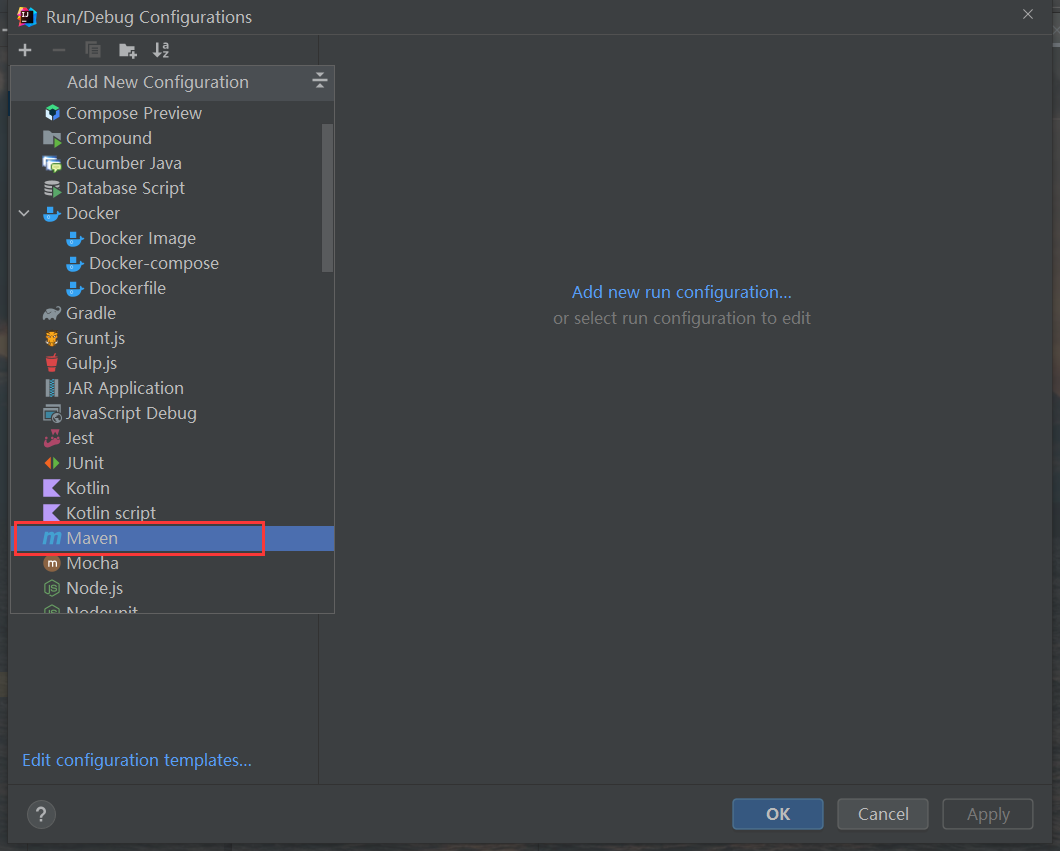 Run/Debug Configurations
Add New Configuration
Compose Preview
Compound
Cucumber Java
Database Script
Docker
Docker Image
Docker-compose
Dockerfile
Gradle
Grunt.js
Gulp.js
JAR Application
JavaScript Debug
Jest
JUnit
Kotlin
Kotlin script
Maven
Mocha
Node.js
Nodeunit
Add new run configuration...
or select run configuration to edit
Edit configuration templates...
?
OK
Cancel
Apply